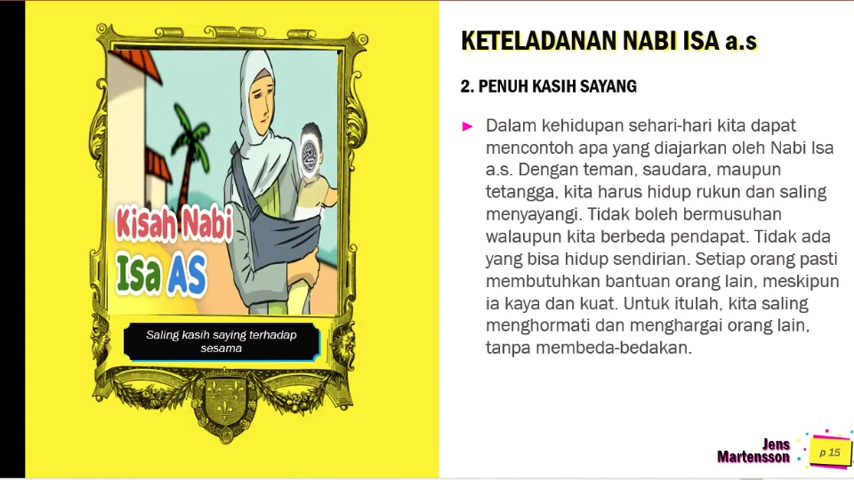 Kisah Nabi
Isa AS
Saling kasih saying terhadap
sesama
KETELADANAN NABI ISA a.s
2. PENUH KASIH SAYANG
Dalam kehidupan sehari-hari kita dapat
mencontoh apa yang diajarkan oleh Nabi Isa
a.s. Dengan teman, saudara, maupun
tetangga, kita harus hidup rukun dan saling
menyayangi. Tidak boleh bermusuhan
walaupun kita berbeda pendapat. Tidak ada
yang bisa hidup sendirian. Setiap orang pasti
membutuhkan bantuan orang lain, meskipun
ia kaya dan kuat. Untuk itulah, kita saling
menghormati dan menghargai orang lain,
tanpa membeda-bedakan.
Jens
Martensson
p 15